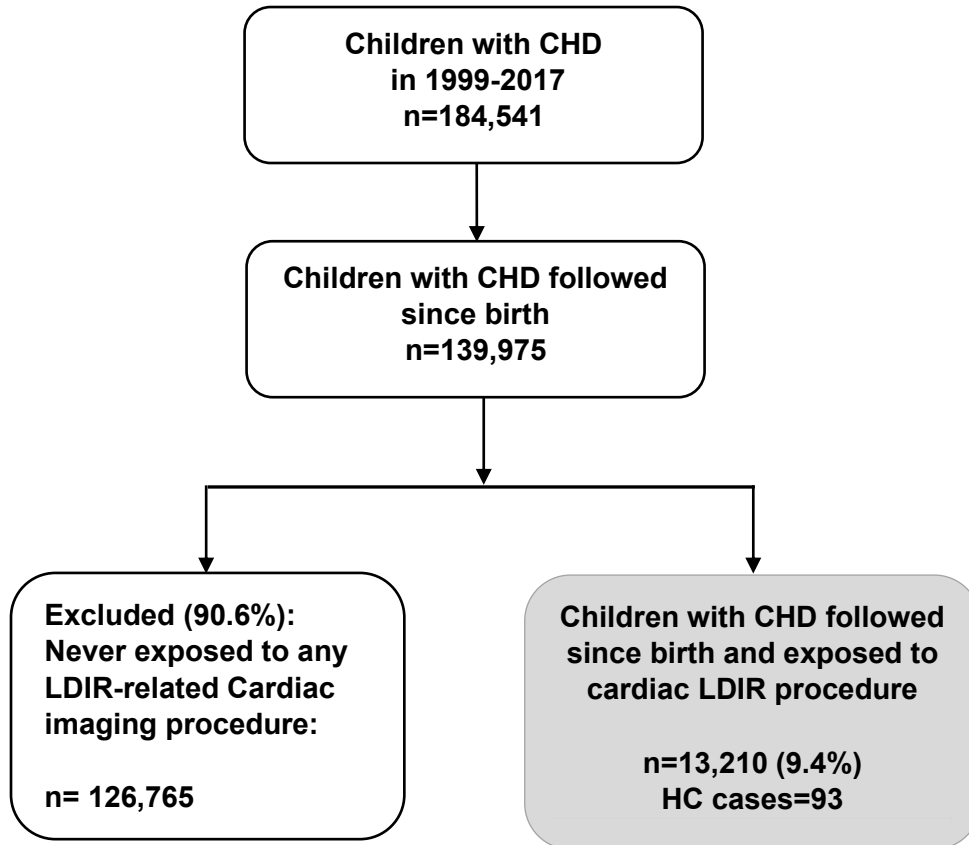 Children with CHD
in 1999-2017
n=184,541
Children with CHD followed
since birth
n=139,975
Excluded (90.6%):
Never exposed to any
LDIR-related Cardiac
imaging procedure:
n= 126,765
Children with CHD followed
since birth and exposed to
cardiac LDIR procedure
n=13,210 (9.4%)
HC cases=93